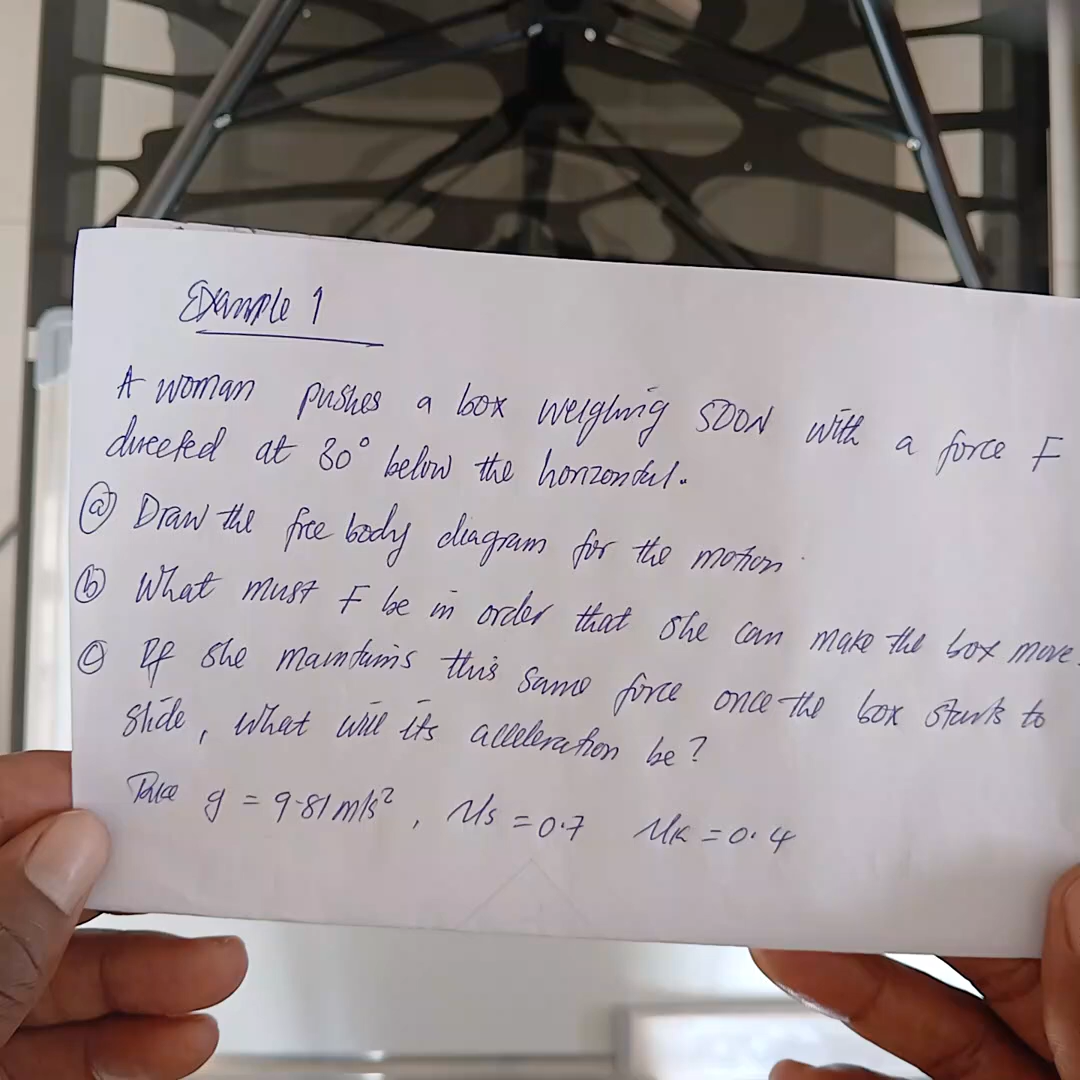 Example 1
A woman pushes a box weighing 500N with a force F
directed at 30° below the horizontal.
(a) Draw the free body diagram for the motion.
(b) What must F be in order that she can make the box move.
(c) If she maintains this same force once the box starts to
slide, what will its acceleration be?
Take g = 9.81 m/s², μs = 0.7 μk = 0.4